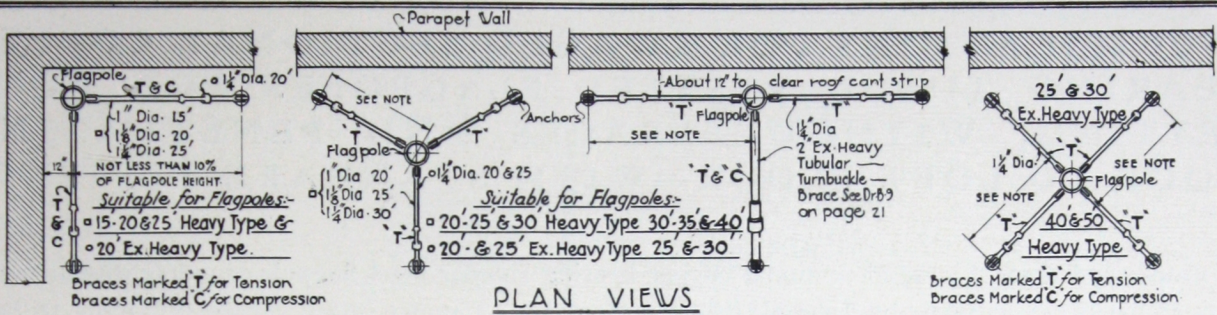 Parapet Wall
Flagpole
"T & C
1¼" Dia. 20'
1" Dia. 15'
1⅛" Dia. 20'
1¼" Dia. 25'
12"
NOT LESS THAN 10%
OF FLAGPOLE HEIGHT.
T & C
Suitable for Flagpoles:-
15-20 & 25' Heavy Type &
20' Ex. Heavy Type.
Braces Marked "T" for Tension
Braces Marked "C" for Compression
SEE NOTE
"T"
"T"
Flagpole
Anchors
1" Dia 20'
1⅛" Dia 25'
1¼" Dia. 30'
"T"
1¼" Dia. 20' & 25
Suitable for Flagpoles:-
20-25' & 30' Heavy Type 30'-35' & 40'
20'- & 25' Ex. Heavy Type 25' & 30'
About 12" to clear roof cant strip
"T" Flagpole
SEE NOTE
1¼" Dia
2" Ex. Heavy
Tubular
Turnbuckle
Brace See Dr B-9
on page 21
"T" & "C"
PLAN VIEWS
25' & 30'
Ex. Heavy Type
1¼" Dia.
"T"
SEE NOTE
Flagpole
SEE NOTE
"T"
"T"
40' & 50'
Heavy Type
Braces Marked "T" for Tension
Braces Marked "C" for Compression